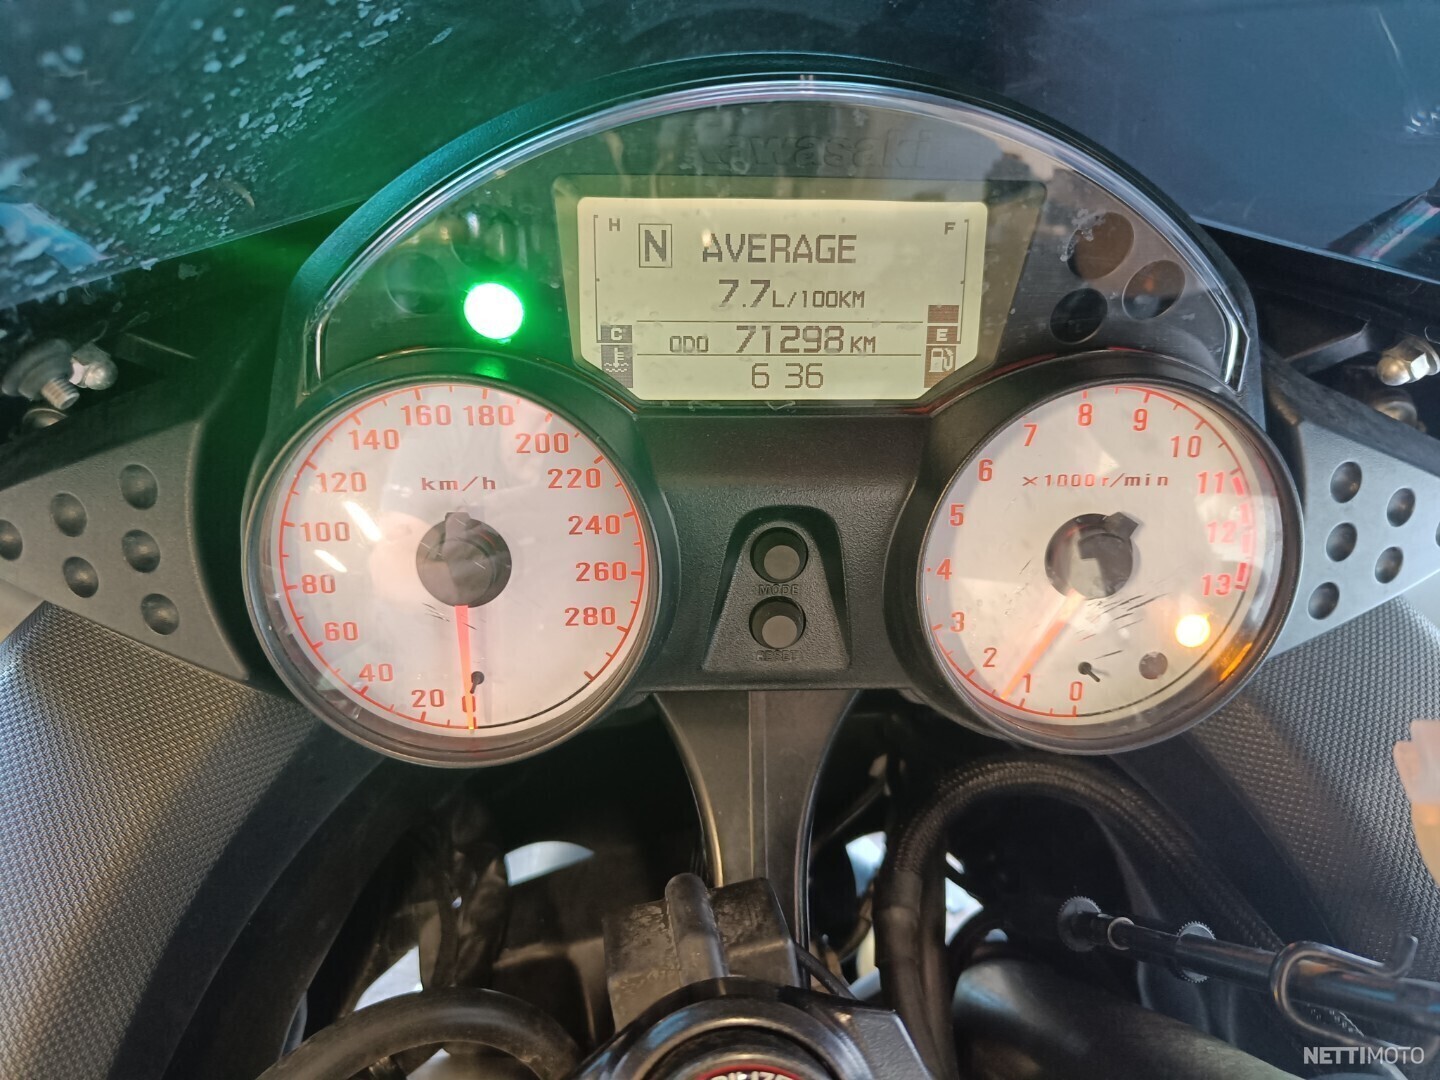 Kawasaki
H
F
N AVERAGE
7.7 L/100KM
C
E
ODO 71298 KM
6 36
km/h
0
20
40
60
80
100
120
140
160
180
200
220
240
260
280
MODE
RESET
×1000r/min
0
1
2
3
4
5
6
7
8
9
10
11
12
13
NETTIMOTO